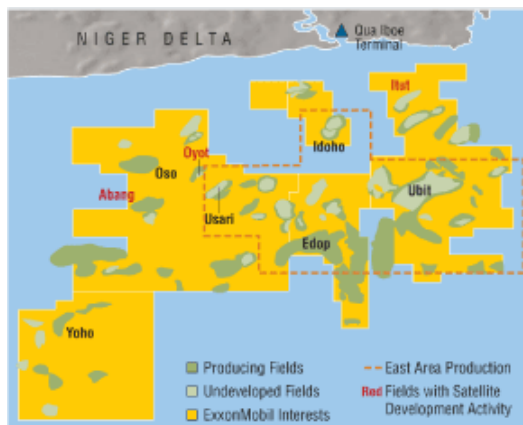 NIGER DELTA
Qua Iboe
Terminal
Itut
Idoho
Oyot
Oso
Abang
Ubit
Usari
Edop
Yoho
Producing Fields
Undeveloped Fields
ExxonMobil Interests
East Area Production
Red Fields with Satellite
Development Activity